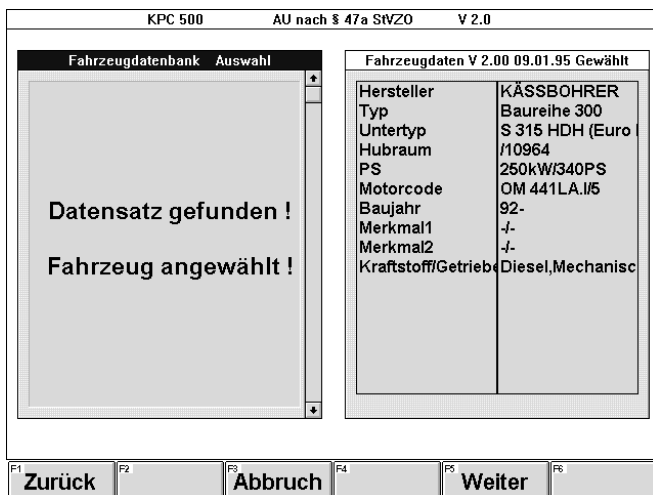 KPC 500 AU nach § 47a StVZO V 2.0
Fahrzeugdatenbank Auswahl
Datensatz gefunden !
Fahrzeug angewählt !
Fahrzeugdaten V 2.00 09.01.95 Gewählt
Hersteller KÄSSBOHRER
Typ Baureihe 300
Untertyp S 315 HDH (Euro I
Hubraum /10964
PS 250kW/340PS
Motorcode OM 441LA.I/5
Baujahr 92-
Merkmal1 -/-
Merkmal2 -/-
Kraftstoff/Getriebe Diesel,Mechanisc
F1 Zurück F2 F3 Abbruch F4 F5 Weiter F6